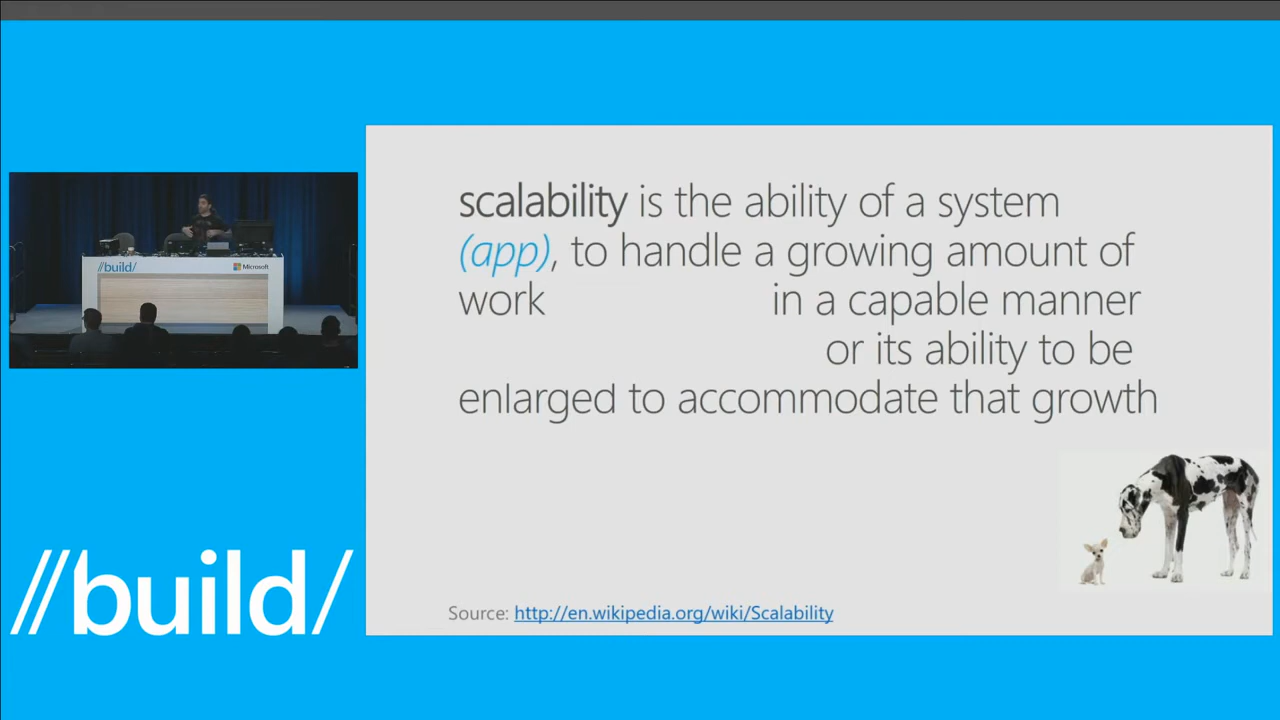 scalability is the ability of a system
(app), to handle a growing amount of
work in a capable manner
or its ability to be
enlarged to accommodate that growth
Source: http://en.wikipedia.org/wiki/Scalability
//build/
Microsoft
//build/